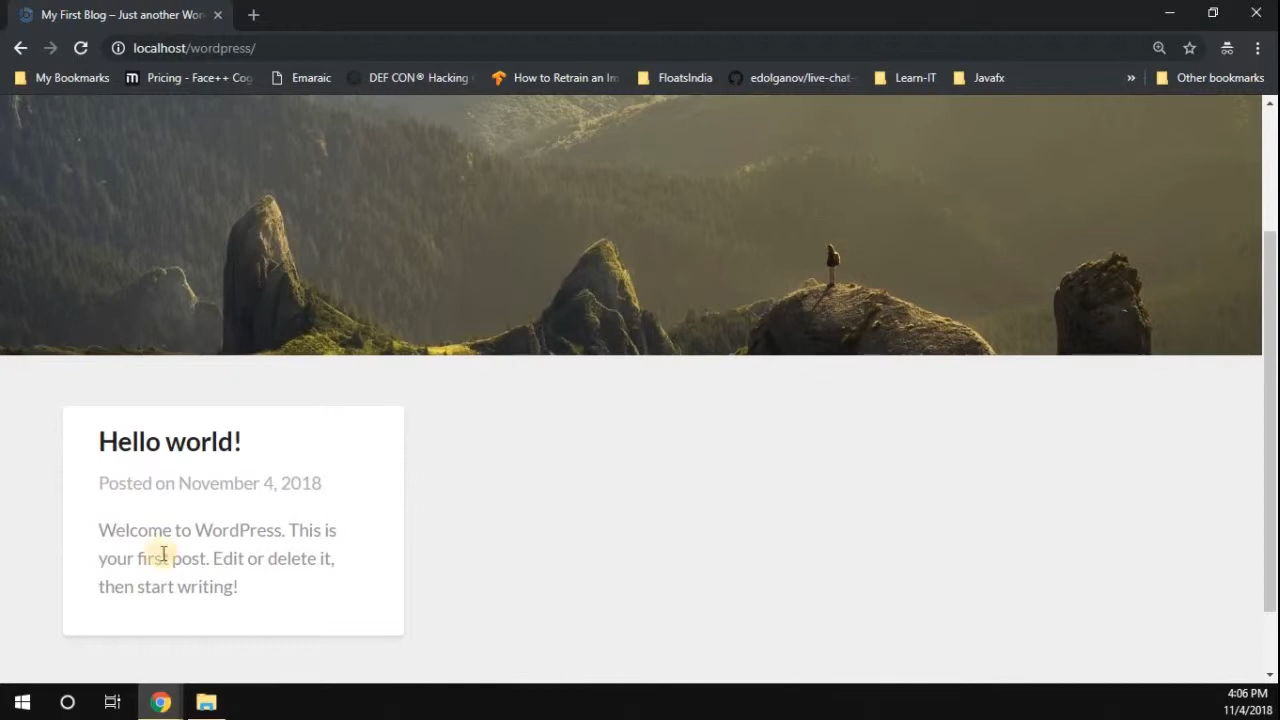 My First Blog – Just another Wor
localhost/wordpress/
My Bookmarks
Pricing - Face++ Cog
Emaraic
DEF CON® Hacking
How to Retrain an Im
FloatsIndia
edolganov/live-chat-
Learn-IT
Javafx
»
Other bookmarks
Hello world!
Posted on November 4, 2018
Welcome to WordPress. This is
your first post. Edit or delete it,
then start writing!
4:06 PM
11/4/2018